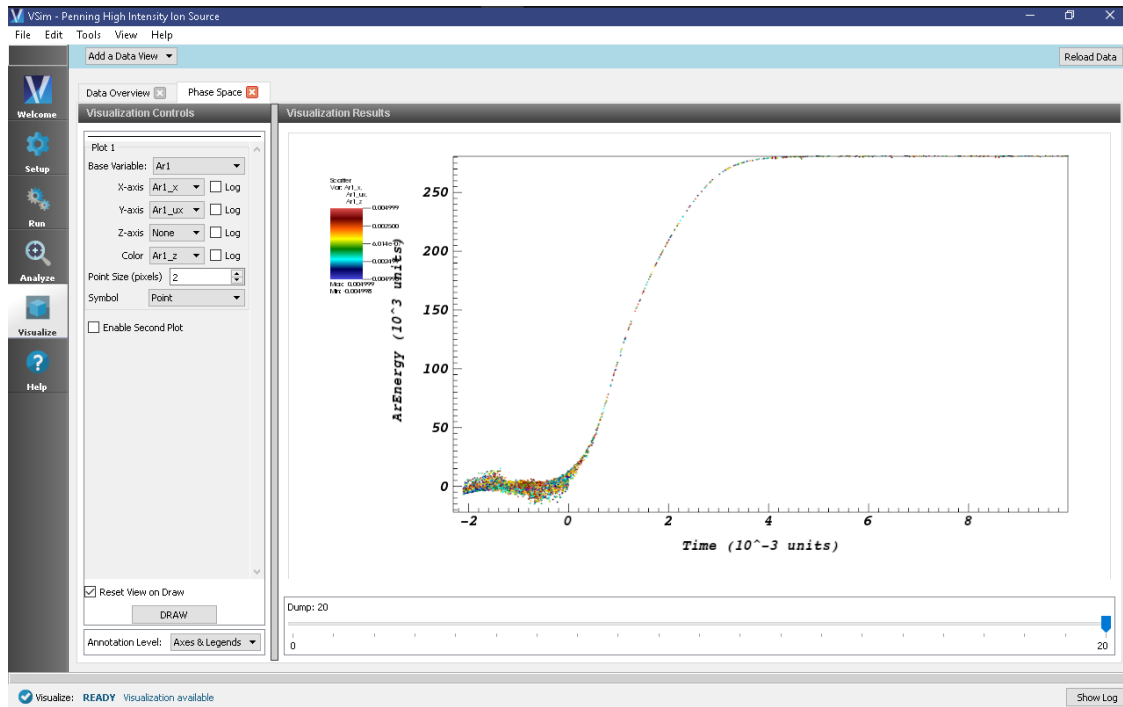 VSim - Penning High Intensity Ion Source
File Edit Tools View Help
Add a Data View
Reload Data
Data Overview
Phase Space
Welcome
Setup
Run
Analyze
Visualize
Help
Visualization Controls
Plot 1
Base Variable: Ar1
X-axis Ar1_x Log
Y-axis Ar1_ux Log
Z-axis None Log
Color Ar1_z Log
Point Size (pixels) 2
Symbol Point
Enable Second Plot
Reset View on Draw
DRAW
Annotation Level: Axes & Legends
Visualization Results
Scatter
Var: Ar1_x,
Ar1_ux,
Ar1_z
0.004999
0.002500
Max: 0.004999
Min: -0.004998
ArEnergy (10^3 units)
250
200
150
100
50
0
-2 0 2 4 6 8
Time (10^-3 units)
Dump: 20
0 20
Visualize: READY Visualization available
Show Log